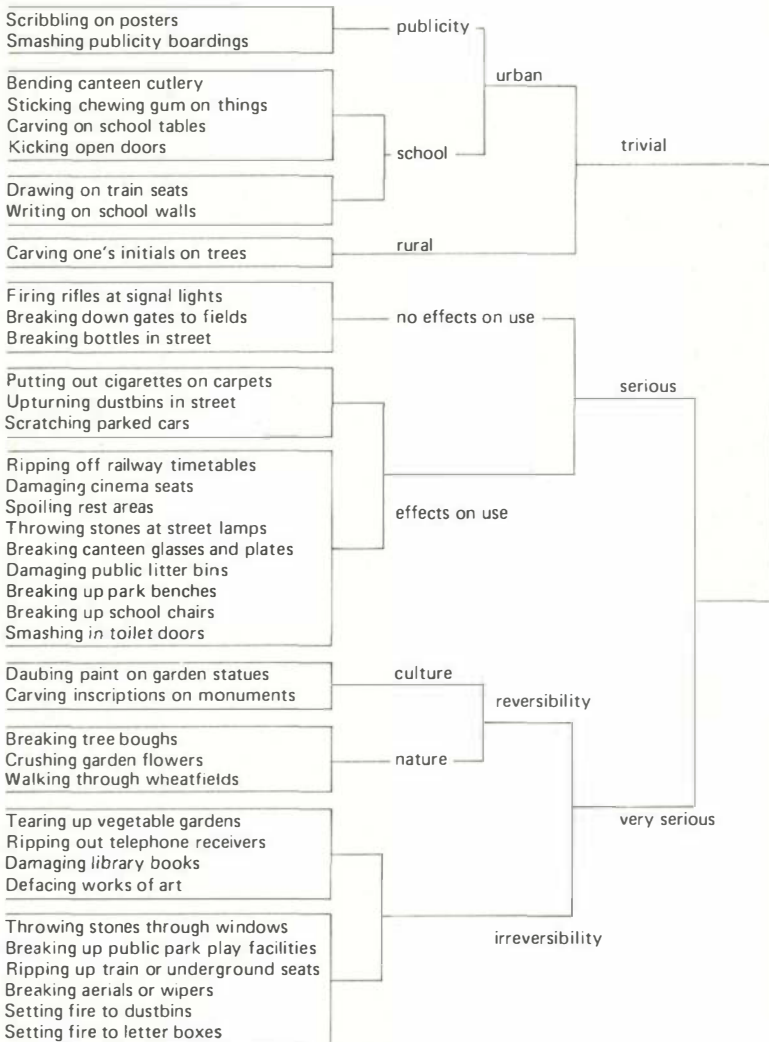 Scribbling on posters
Smashing publicity boardings
publicity
urban
Bending canteen cutlery
Sticking chewing gum on things
Carving on school tables
Kicking open doors
school
trivial
Drawing on train seats
Writing on school walls
Carving one's initials on trees
rural
Firing rifles at signal lights
Breaking down gates to fields
Breaking bottles in street
no effects on use
serious
Putting out cigarettes on carpets
Upturning dustbins in street
Scratching parked cars
Ripping off railway timetables
Damaging cinema seats
Spoiling rest areas
Throwing stones at street lamps
Breaking canteen glasses and plates
Damaging public litter bins
Breaking up park benches
Breaking up school chairs
Smashing in toilet doors
effects on use
Daubing paint on garden statues
Carving inscriptions on monuments
culture
reversibility
Breaking tree boughs
Crushing garden flowers
Walking through wheatfields
nature
very serious
Tearing up vegetable gardens
Ripping out telephone receivers
Damaging library books
Defacing works of art
irreversibility
Throwing stones through windows
Breaking up public park play facilities
Ripping up train or underground seats
Breaking aerials or wipers
Setting fire to dustbins
Setting fire to letter boxes